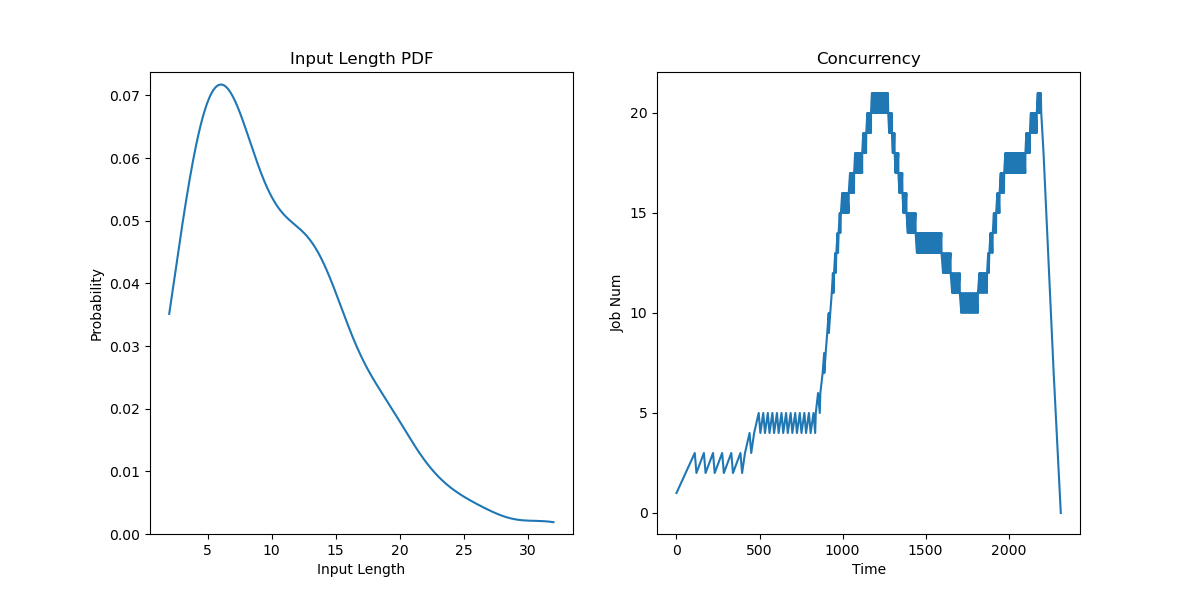 Input Length PDF
Probability
0.07
0.06
0.05
0.04
0.03
0.02
0.01
0.00
5 10 15 20 25 30
Input Length
Concurrency
Job Num
20
15
10
5
0
0 500 1000 1500 2000
Time